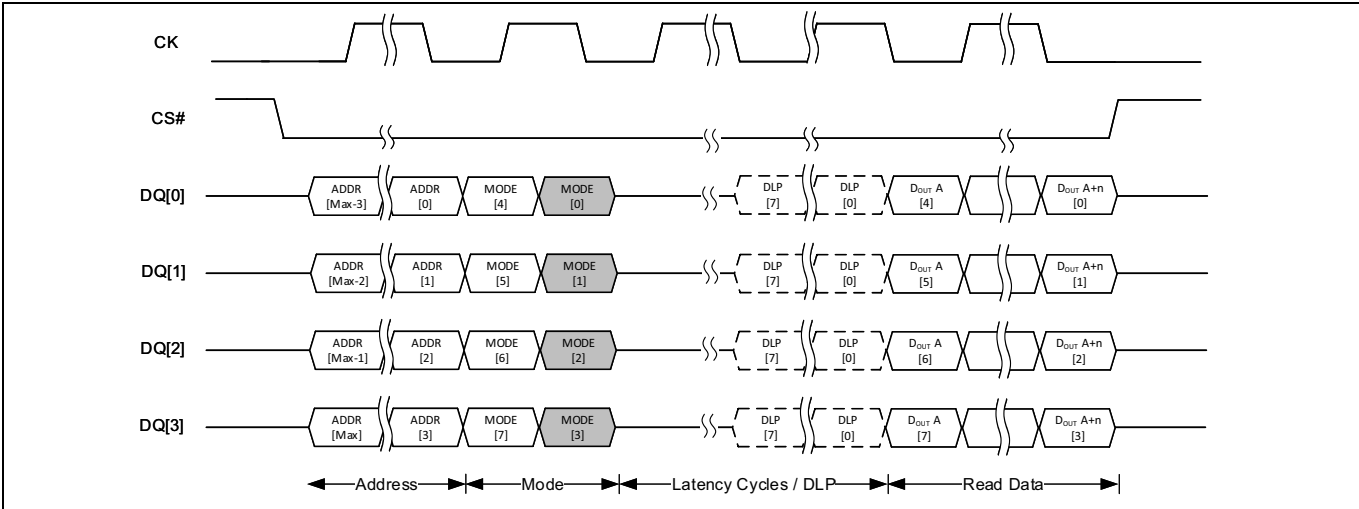 CK
CS#
DQ[0]
ADDR [Max-3]
ADDR [0]
MODE [4]
MODE [0]
DLP [7]
DLP [0]
DOUT A [4]
DOUT A+n [0]
DQ[1]
ADDR [Max-2]
ADDR [1]
MODE [5]
MODE [1]
DLP [7]
DLP [0]
DOUT A [5]
DOUT A+n [1]
DQ[2]
ADDR [Max-1]
ADDR [2]
MODE [6]
MODE [2]
DLP [7]
DLP [0]
DOUT A [6]
DOUT A+n [2]
DQ[3]
ADDR [Max]
ADDR [3]
MODE [7]
MODE [3]
DLP [7]
DLP [0]
DOUT A [7]
DOUT A+n [3]
Address
Mode
Latency Cycles / DLP
Read Data